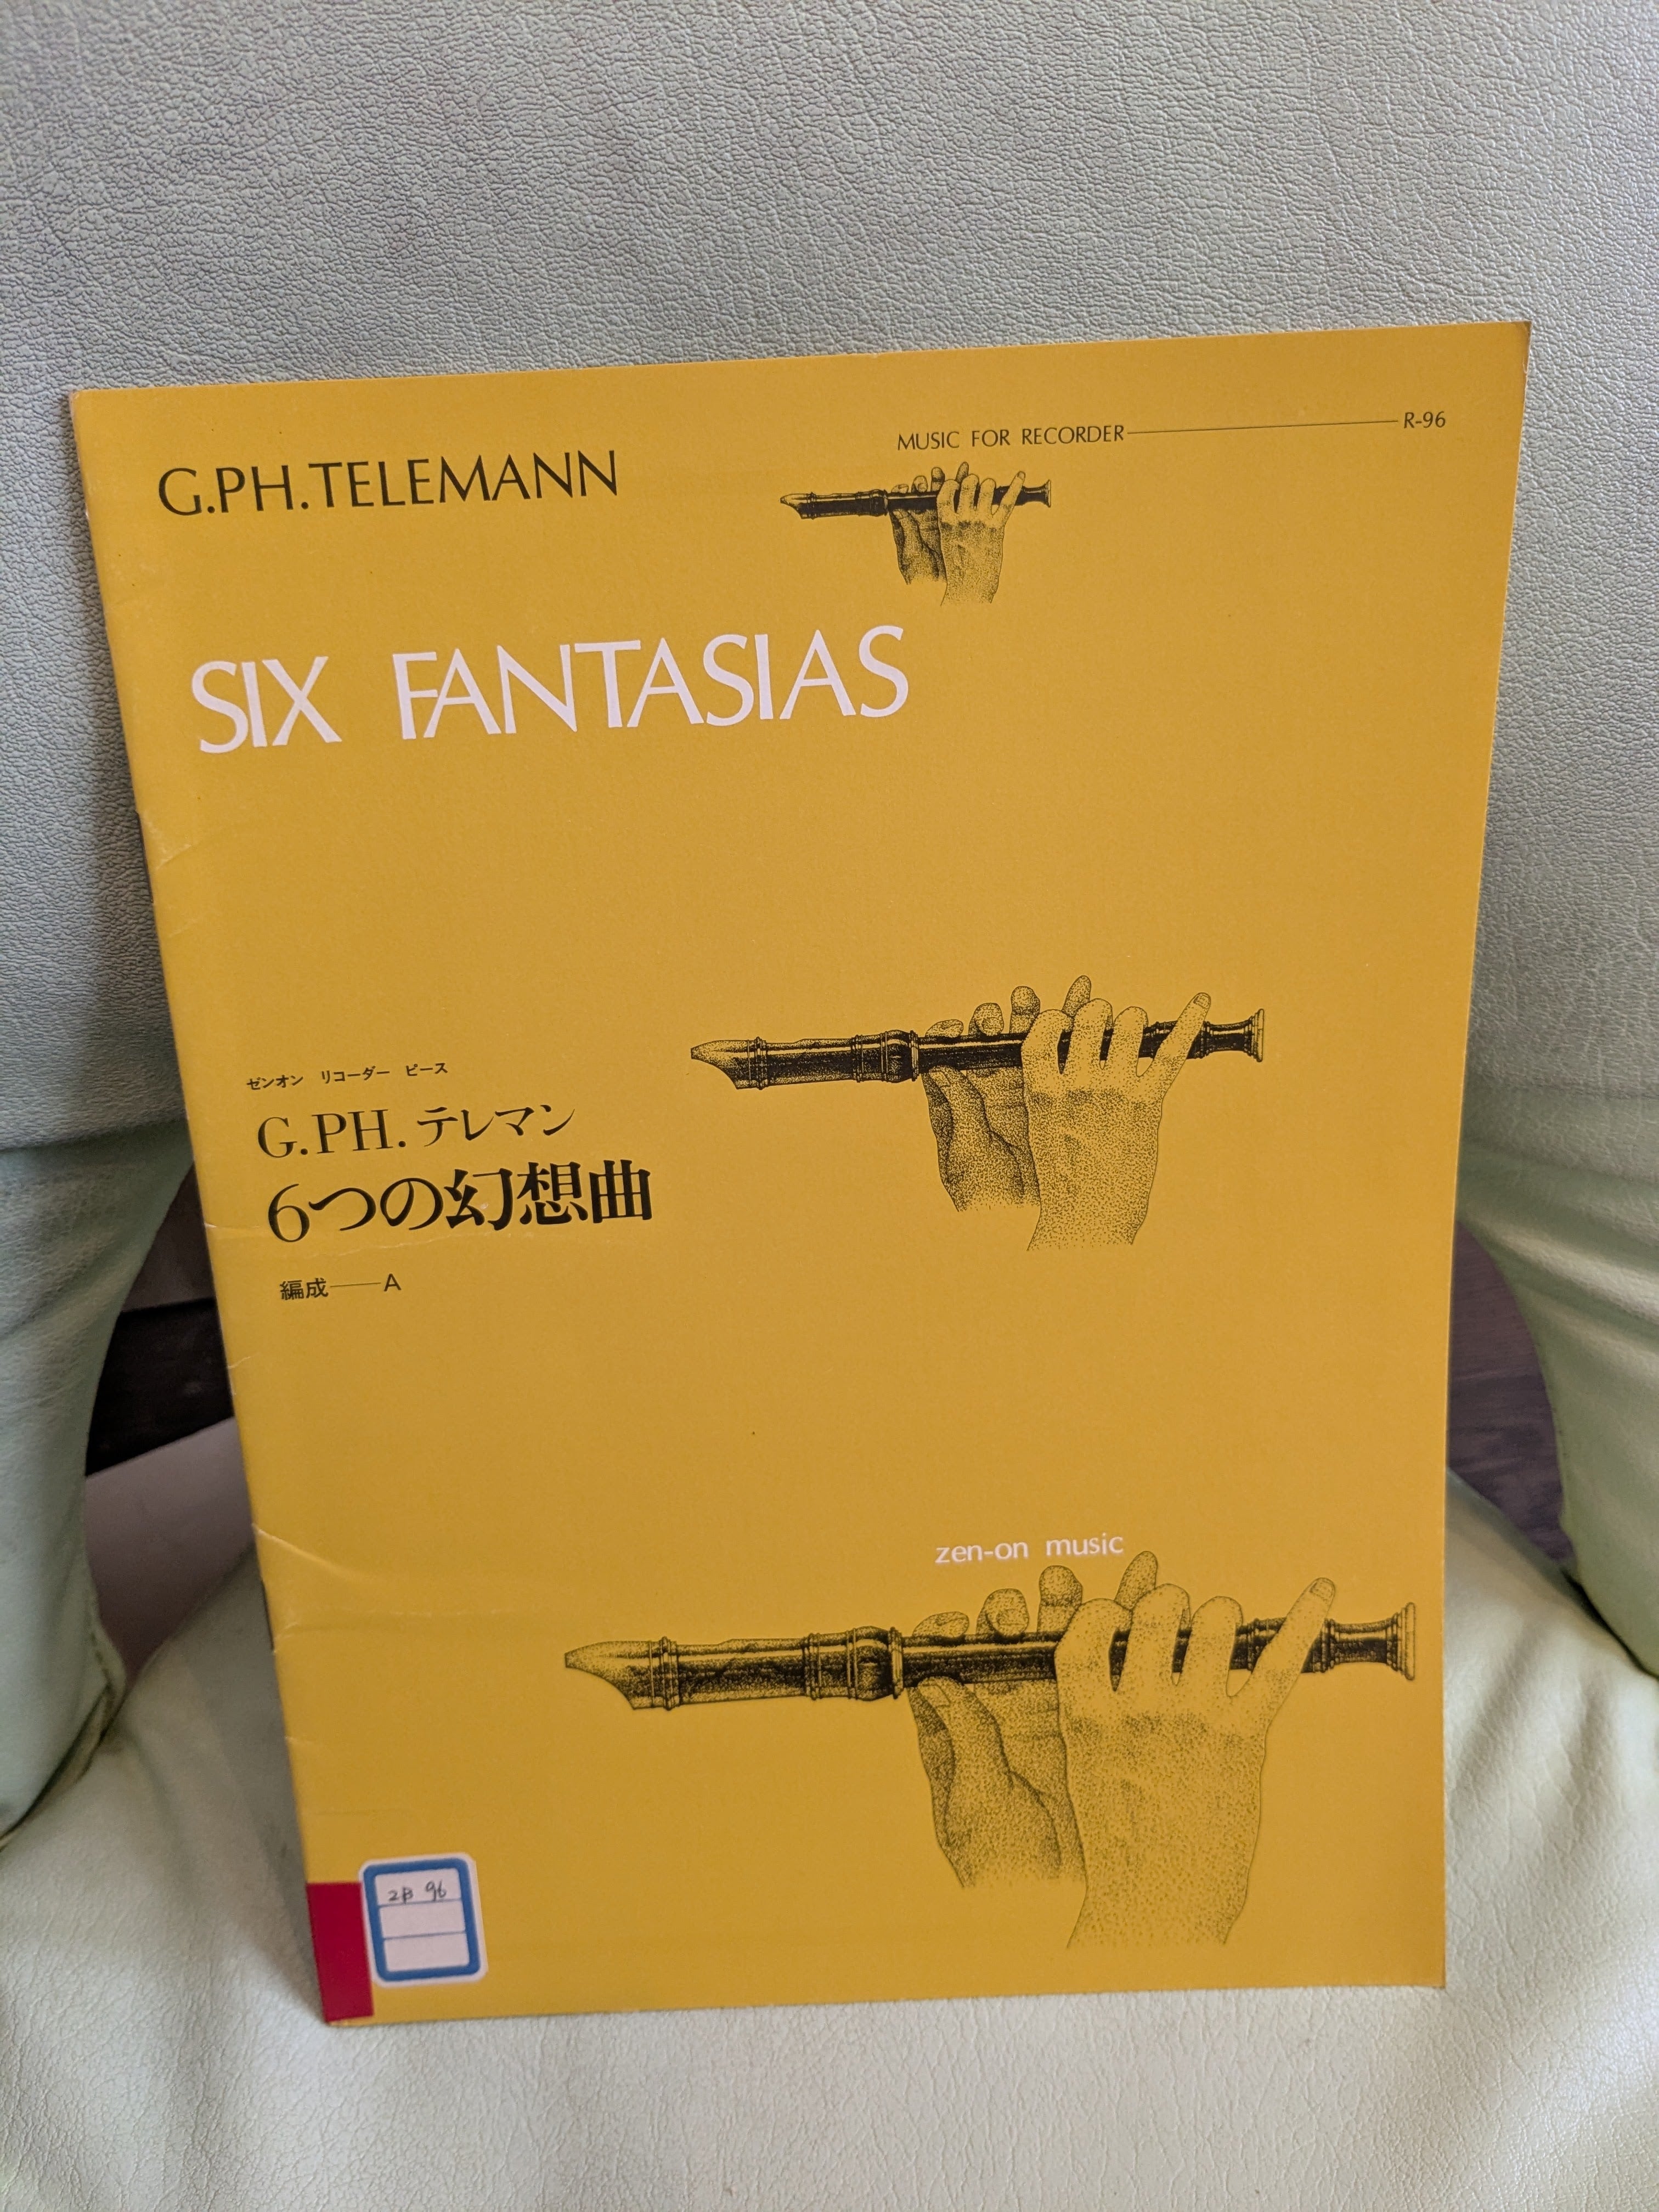 MUSIC FOR RECORDER R-96
G.PH.TELEMANN
SIX FANTASIAS
ゼンオン リコーダー ピース
G.PH.テレマン
6つの幻想曲
編成——A
zen-on music
2B 96